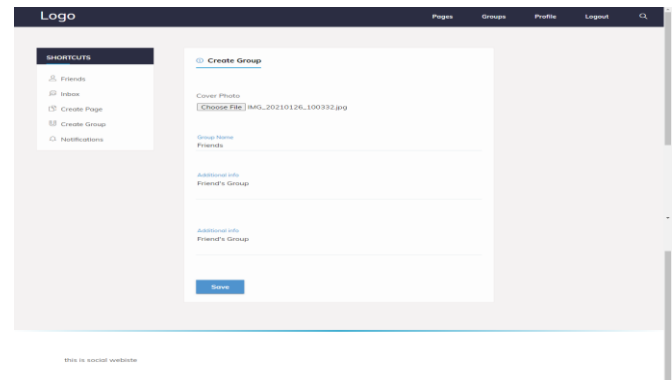 Logo
Pages Groups Profile Logout
SHORTCUTS
Friends
Inbox
Create Page
Create Group
Notifications
Create Group
Cover Photo
Choose File IMG_20210126_100332.jpg
Group Name
Friends
Additional info
Friend's Group
Additional info
Friend's Group
Save
this is social webiste